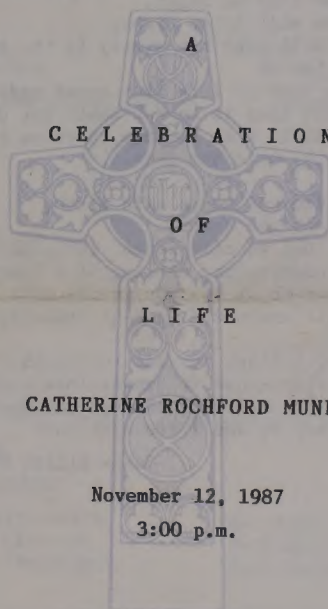 A
C E L E B R A T I O N
O F
L I F E
CATHERINE ROCHFORD
November 12, 1987
3:00 p.m.